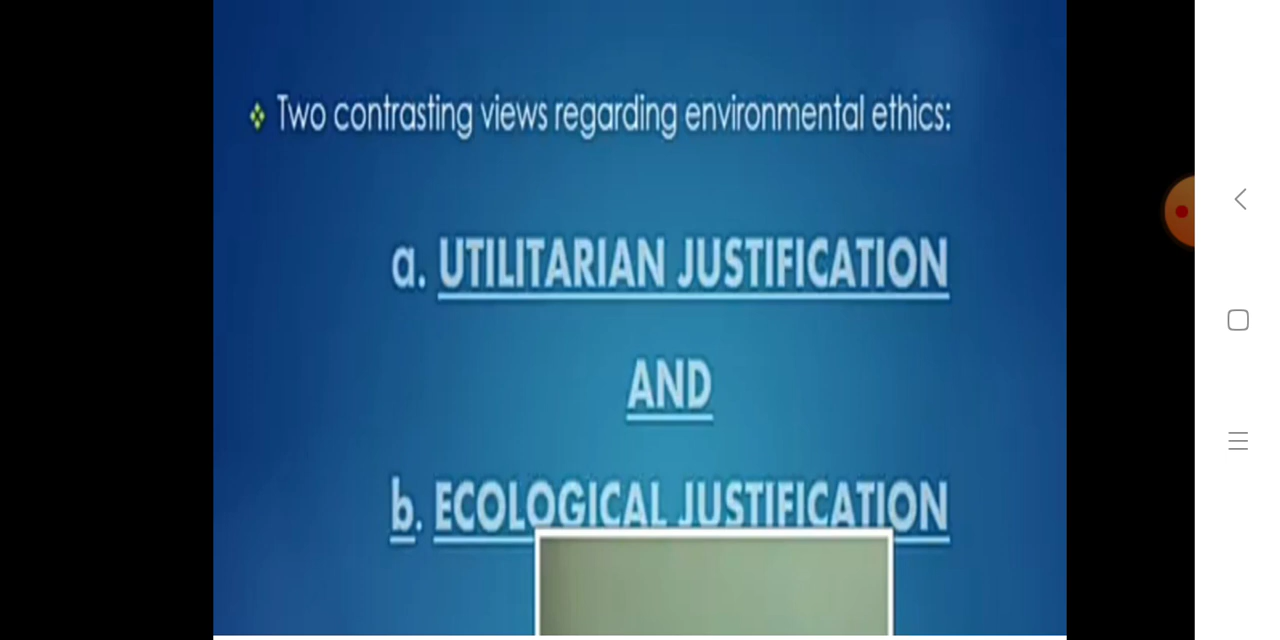 Two contrasting views regarding environmental ethics:
a. UTILITARIAN JUSTIFICATION
AND
b. ECOLOGICAL JUSTIFICATION